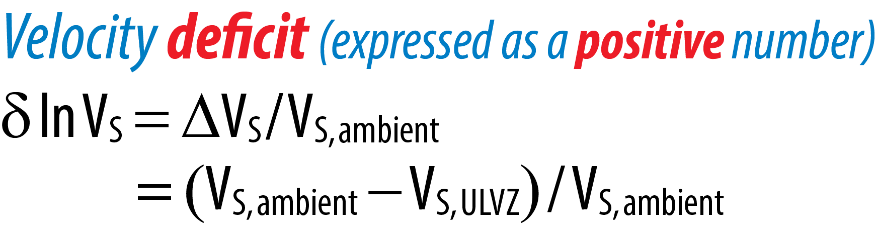 Velocity deficit (expressed as a positive number)
δ ln V_S = ΔV_S/V_S,ambient
= (V_S,ambient – V_S,ULVZ)/V_S,ambient